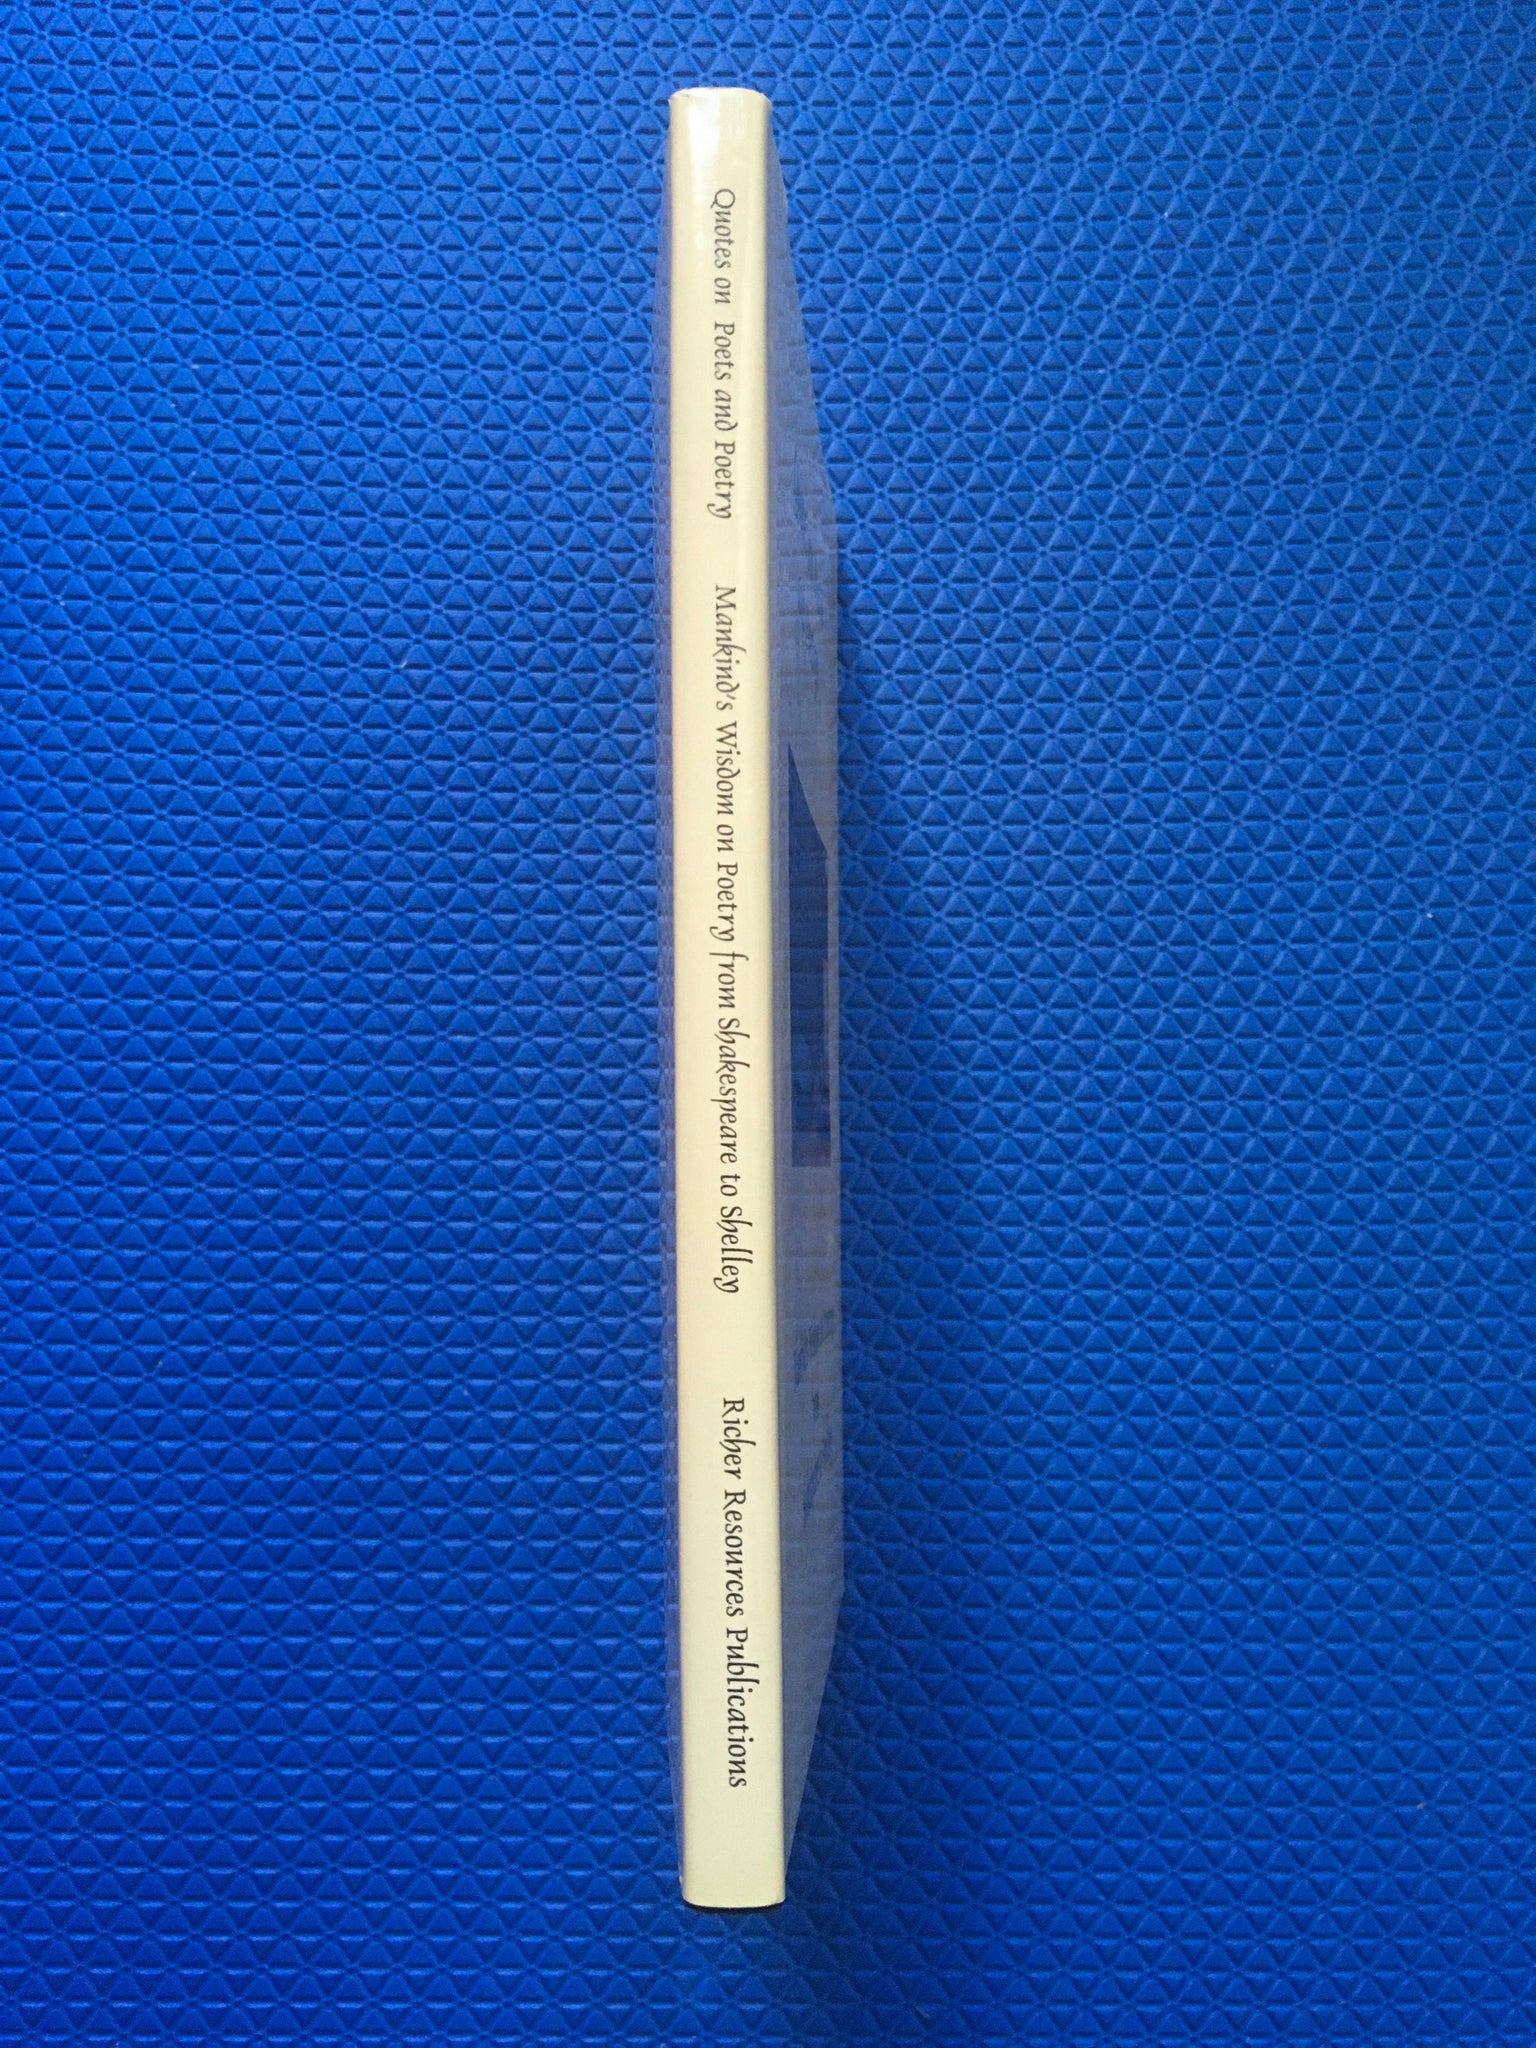 Quotes on Poets and Poetry
Mankind's Wisdom on Poetry from Shakespeare to Shelley
Richer Resources Publications